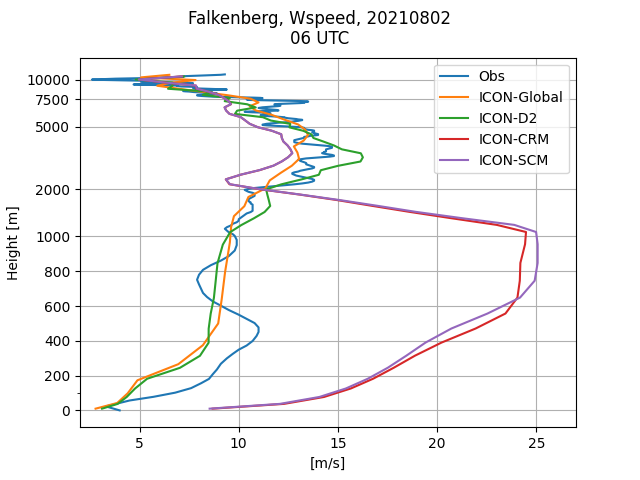 Falkenberg, Wspeed, 20210802
06 UTC
Obs
ICON-Global
ICON-D2
ICON-CRM
ICON-SCM
Height [m]
10000
7500
5000
2000
1000
800
600
400
200
0
5 10 15 20 25
[m/s]